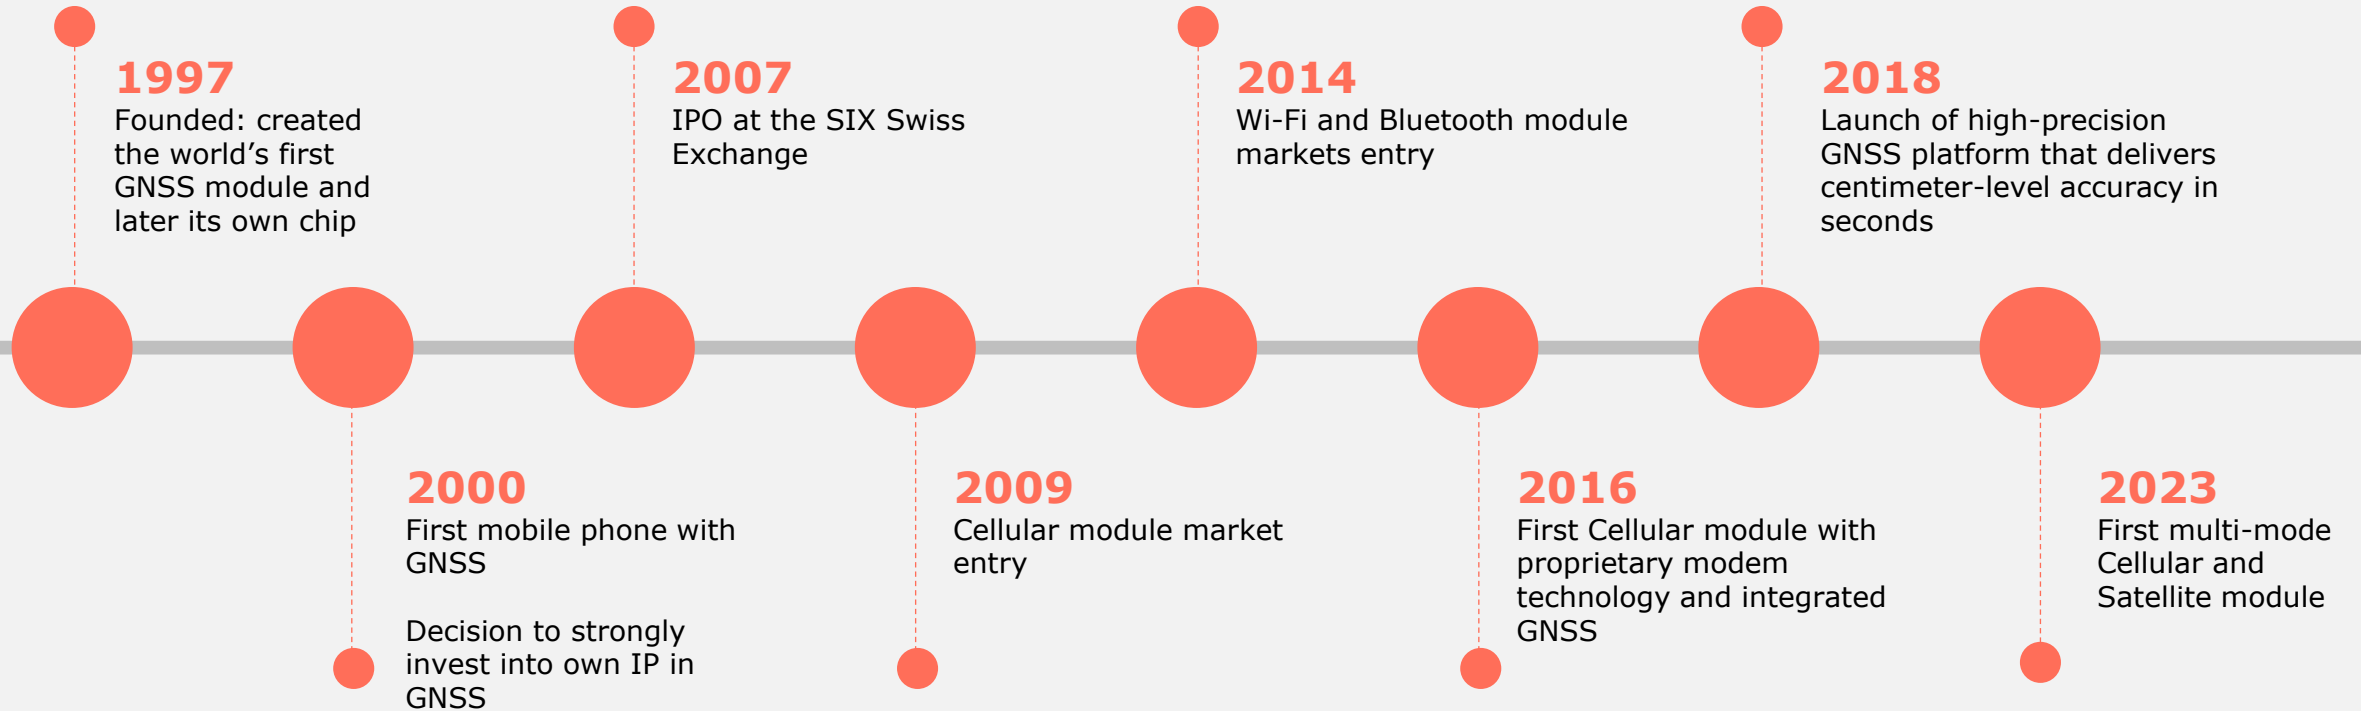 1997
Founded: created
the world’s first
GNSS module and
later its own chip
2007
IPO at the SIX Swiss
Exchange
2014
Wi-Fi and Bluetooth module
markets entry
2018
Launch of high-precision
GNSS platform that delivers
centimeter-level accuracy in
seconds
2000
First mobile phone with
GNSS
Decision to strongly
invest into own IP in
GNSS
2009
Cellular module market
entry
2016
First Cellular module with
proprietary modem
technology and integrated
GNSS
2023
First multi-mode
Cellular and
Satellite module